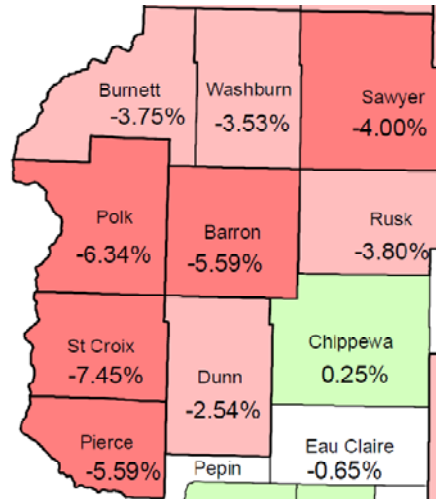 Burnett
-3.75%
Washburn
-3.53%
Sawyer
-4.00%
Polk
-6.34%
Barron
-5.59%
Rusk
-3.80%
St Croix
-7.45%
Dunn
-2.54%
Chippewa
0.25%
Pierce
-5.59%
Pepin
Eau Claire
-0.65%